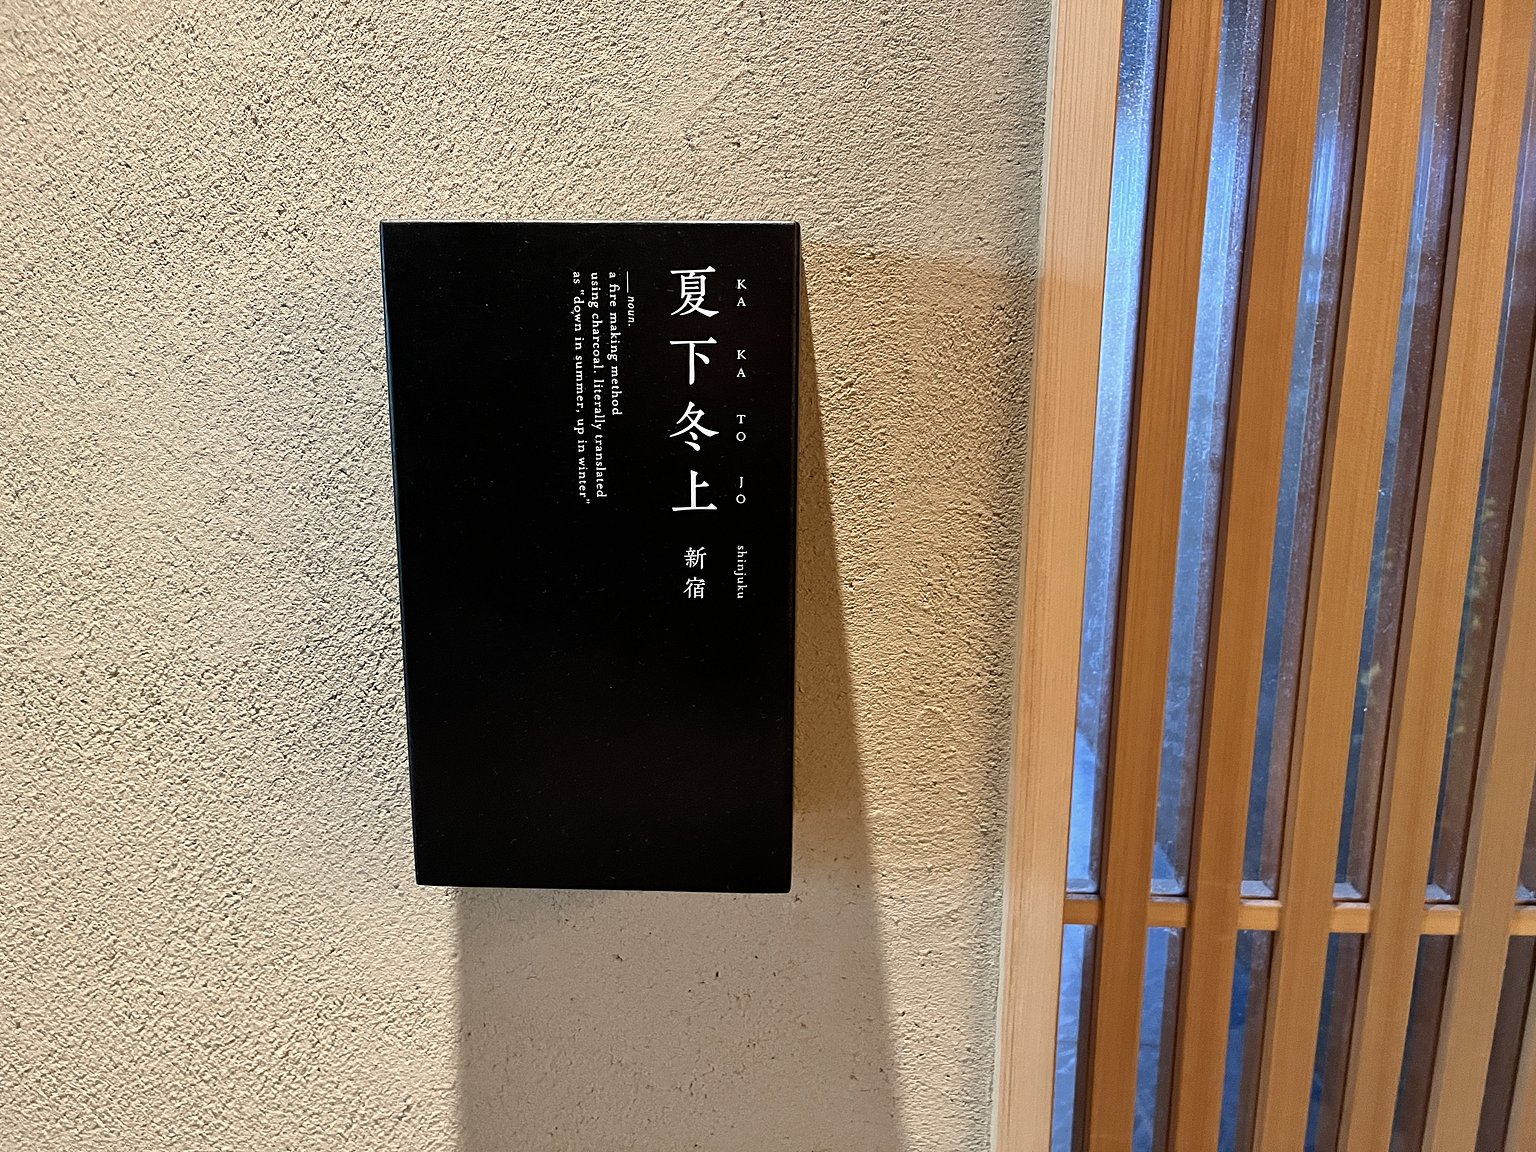 夏下冬上 新宿
KA KA TO JO shinjuku
noun.
a fire making method
using charcoal. literally translated
as "down in summer, up in winter"